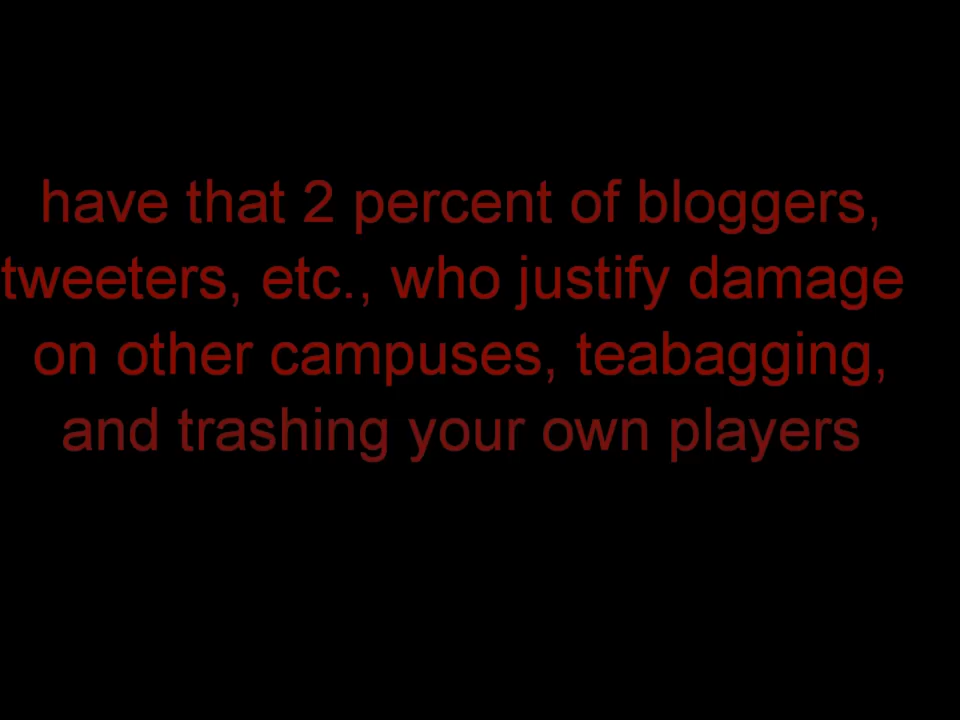 have that 2 percent of bloggers,
tweeters, etc., who justify damage
on other campuses, teabagging,
and trashing your own players